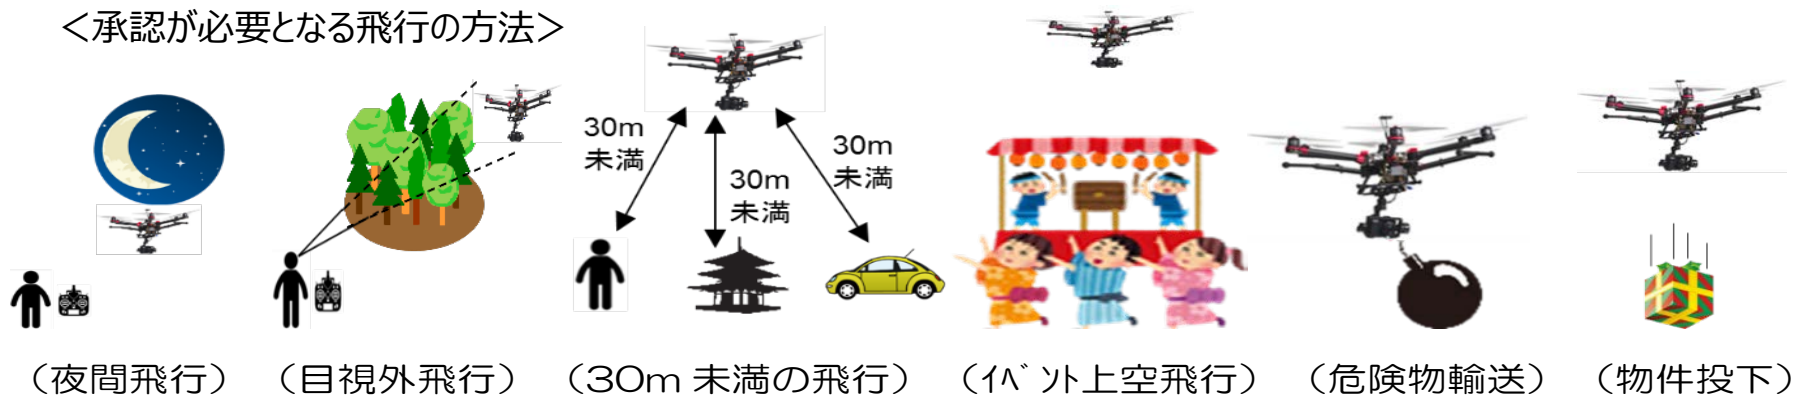 ＜承認が必要となる飛行の方法＞
30m
未満
30m
未満
30m
未満
（夜間飛行）
（目視外飛行）
（30m 未満の飛行）
（ｲﾍﾞﾝﾄ上空飛行）
（危険物輸送）
（物件投下）